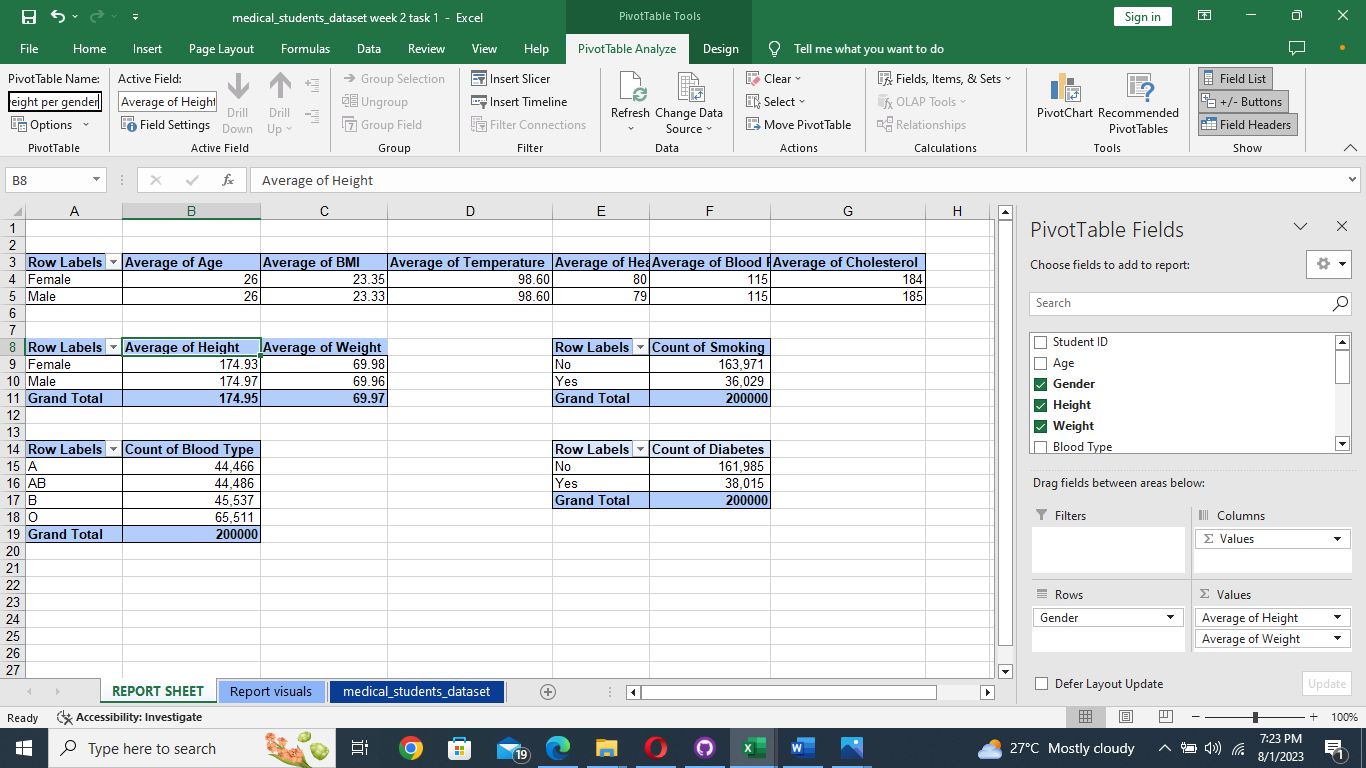 medical_students_dataset week 2 task 1 - Excel
PivotTable Tools
Sign in
File Home Insert Page Layout Formulas Data Review View Help PivotTable Analyze Design Tell me what you want to do
PivotTable Name:
eight per gender
Options
PivotTable
Active Field:
Average of Height
Field Settings
Drill Down
Drill Up
Active Field
Group Selection
Ungroup
Group Field
Group
Insert Slicer
Insert Timeline
Filter Connections
Filter
Refresh
Change Data Source
Data
Clear
Select
Move PivotTable
Actions
Fields, Items, & Sets
OLAP Tools
Relationships
Calculations
PivotChart
Recommended PivotTables
Tools
Field List
+/- Buttons
Field Headers
Show
B8 fx Average of Height
A B C D E F G H
1
2
3 Row Labels Average of Age Average of BMI Average of Temperature Average of Hea Average of Blood P Average of Cholesterol
4 Female 26 23.35 98.60 80 115 184
5 Male 26 23.33 98.60 79 115 185
6
7
8 Row Labels Average of Height Average of Weight Row Labels Count of Smoking
9 Female 174.93 69.98 No 163,971
10 Male 174.97 69.96 Yes 36,029
11 Grand Total 174.95 69.97 Grand Total 200000
12
13
14 Row Labels Count of Blood Type Row Labels Count of Diabetes
15 A 44,466 No 161,985
16 AB 44,486 Yes 38,015
17 B 45,537 Grand Total 200000
18 O 65,511
19 Grand Total 200000
20
21
22
23
24
25
26
27
PivotTable Fields
Choose fields to add to report:
Search
Student ID
Age
Gender
Height
Weight
Blood Type
Drag fields between areas below:
Filters
Columns
Σ Values
Rows
Gender
Σ Values
Average of Height
Average of Weight
Defer Layout Update
Update
REPORT SHEET Report visuals medical_students_dataset
Ready Accessibility: Investigate
100%
Type here to search
19
27°C Mostly cloudy
7:23 PM
8/1/2023
1